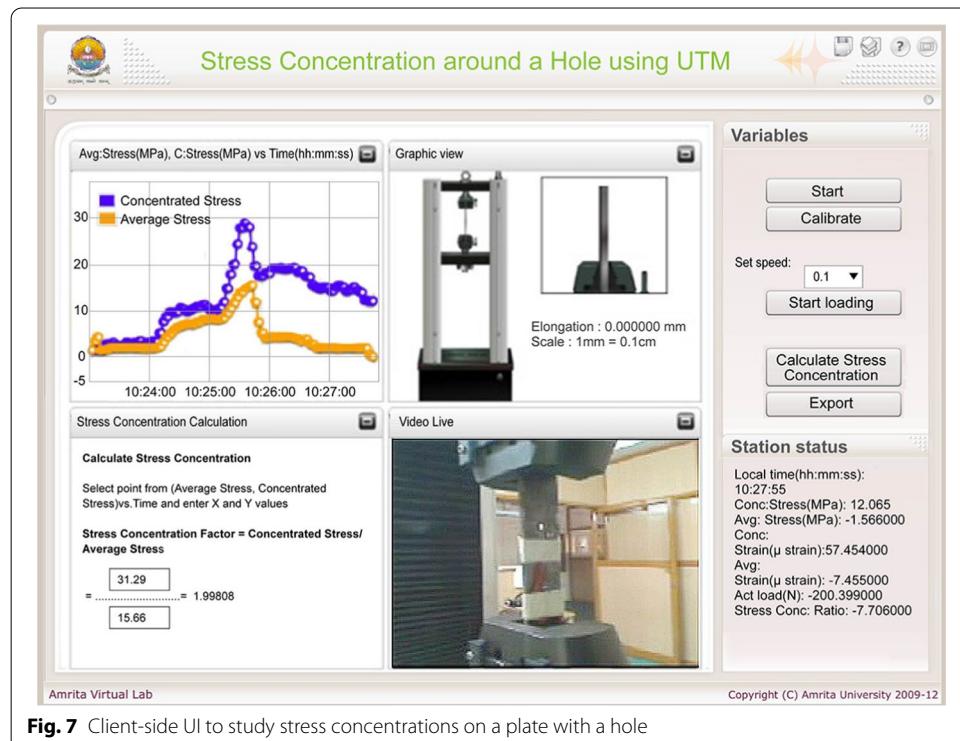 Stress Concentration around a Hole using UTM
?
Avg:Stress(MPa), C:Stress(MPa) vs Time(hh:mm:ss)
Concentrated Stress
Average Stress
30
20
10
0
-5
10:24:00 10:25:00 10:26:00 10:27:00
Graphic view
Elongation : 0.000000 mm
Scale : 1mm = 0.1cm
Stress Concentration Calculation
Calculate Stress Concentration
Select point from (Average Stress, Concentrated
Stress)vs.Time and enter X and Y values
Stress Concentration Factor = Concentrated Stress/
Average Stress
31.29
= .....................= 1.99808
15.66
Video Live
Variables
Start
Calibrate
Set speed:
0.1
Start loading
Calculate Stress
Concentration
Export
Station status
Local time(hh:mm:ss):
10:27:55
Conc:Stress(MPa): 12.065
Avg: Stress(MPa): -1.566000
Conc:
Strain(μ strain):57.454000
Avg:
Strain(μ strain): -7.455000
Act load(N): -200.399000
Stress Conc: Ratio: -7.706000
Amrita Virtual Lab
Copyright (C) Amrita University 2009-12
Fig. 7 Client-side UI to study stress concentrations on a plate with a hole